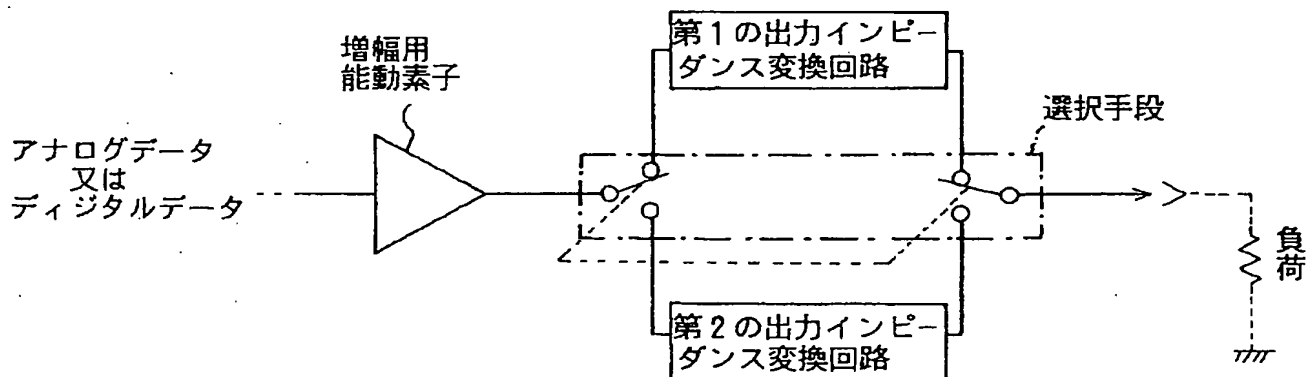 第1の出力インピー
ダンス変換回路
増幅用
能動素子
選択手段
アナログデータ
又は
ディジタルデータ
負荷
第2の出力インピー
ダンス変換回路